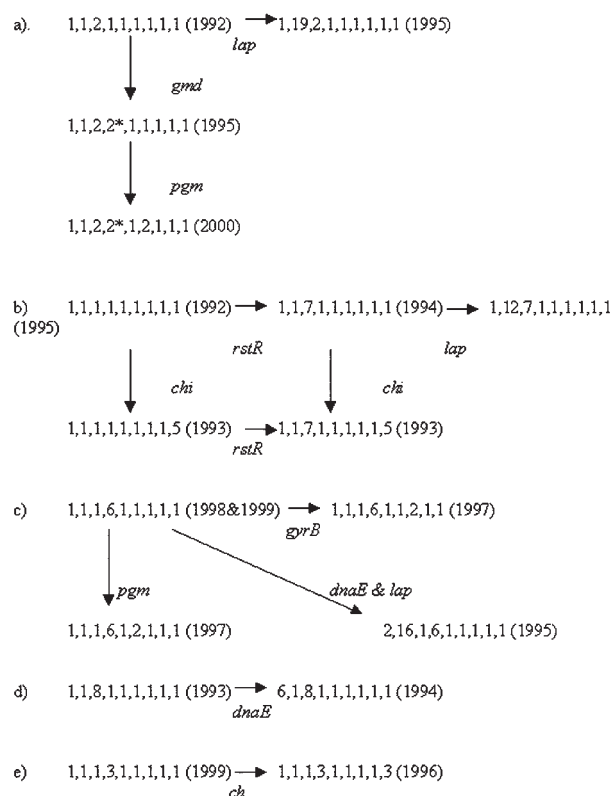 a). 1,1,2,1,1,1,1,1,1 (1992) 1,19,2,1,1,1,1,1,1 (1995)
lap
gmd
1,1,2,2*,1,1,1,1,1 (1995)
pgm
1,1,2,2*,1,2,1,1,1 (2000)
b) 1,1,1,1,1,1,1,1,1 (1992) 1,1,7,1,1,1,1,1,1 (1994) 1,12,7,1,1,1,1,1,1
(1995)
rstR lap
chi chi
1,1,1,1,1,1,1,1,5 (1993) 1,1,7,1,1,1,1,1,5 (1993)
rstR
c) 1,1,1,6,1,1,1,1,1 (1998&1999) 1,1,1,6,1,1,2,1,1 (1997)
gyrB
pgm dnaE & lap
1,1,1,6,1,2,1,1,1 (1997) 2,16,1,6,1,1,1,1,1 (1995)
d) 1,1,8,1,1,1,1,1,1 (1993) 6,1,8,1,1,1,1,1,1 (1994)
dnaE
e) 1,1,1,3,1,1,1,1,1 (1999) 1,1,1,3,1,1,1,1,3 (1996)
ch